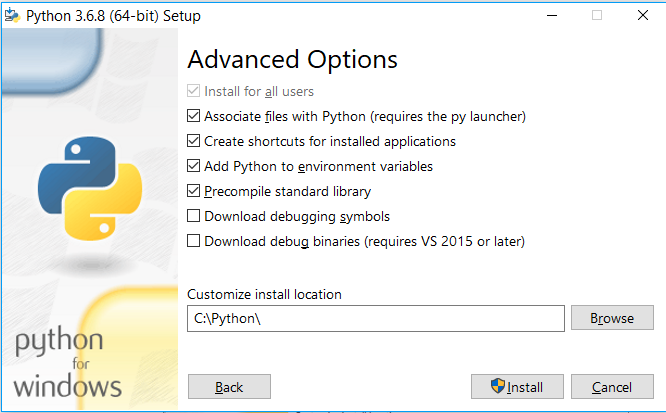 Python 3.6.8 (64-bit) Setup
Advanced Options
Install for all users
Associate files with Python (requires the py launcher)
Create shortcuts for installed applications
Add Python to environment variables
Precompile standard library
Download debugging symbols
Download debug binaries (requires VS 2015 or later)
Customize install location
C:\Python\
Browse
python
for
windows
Back
Install
Cancel